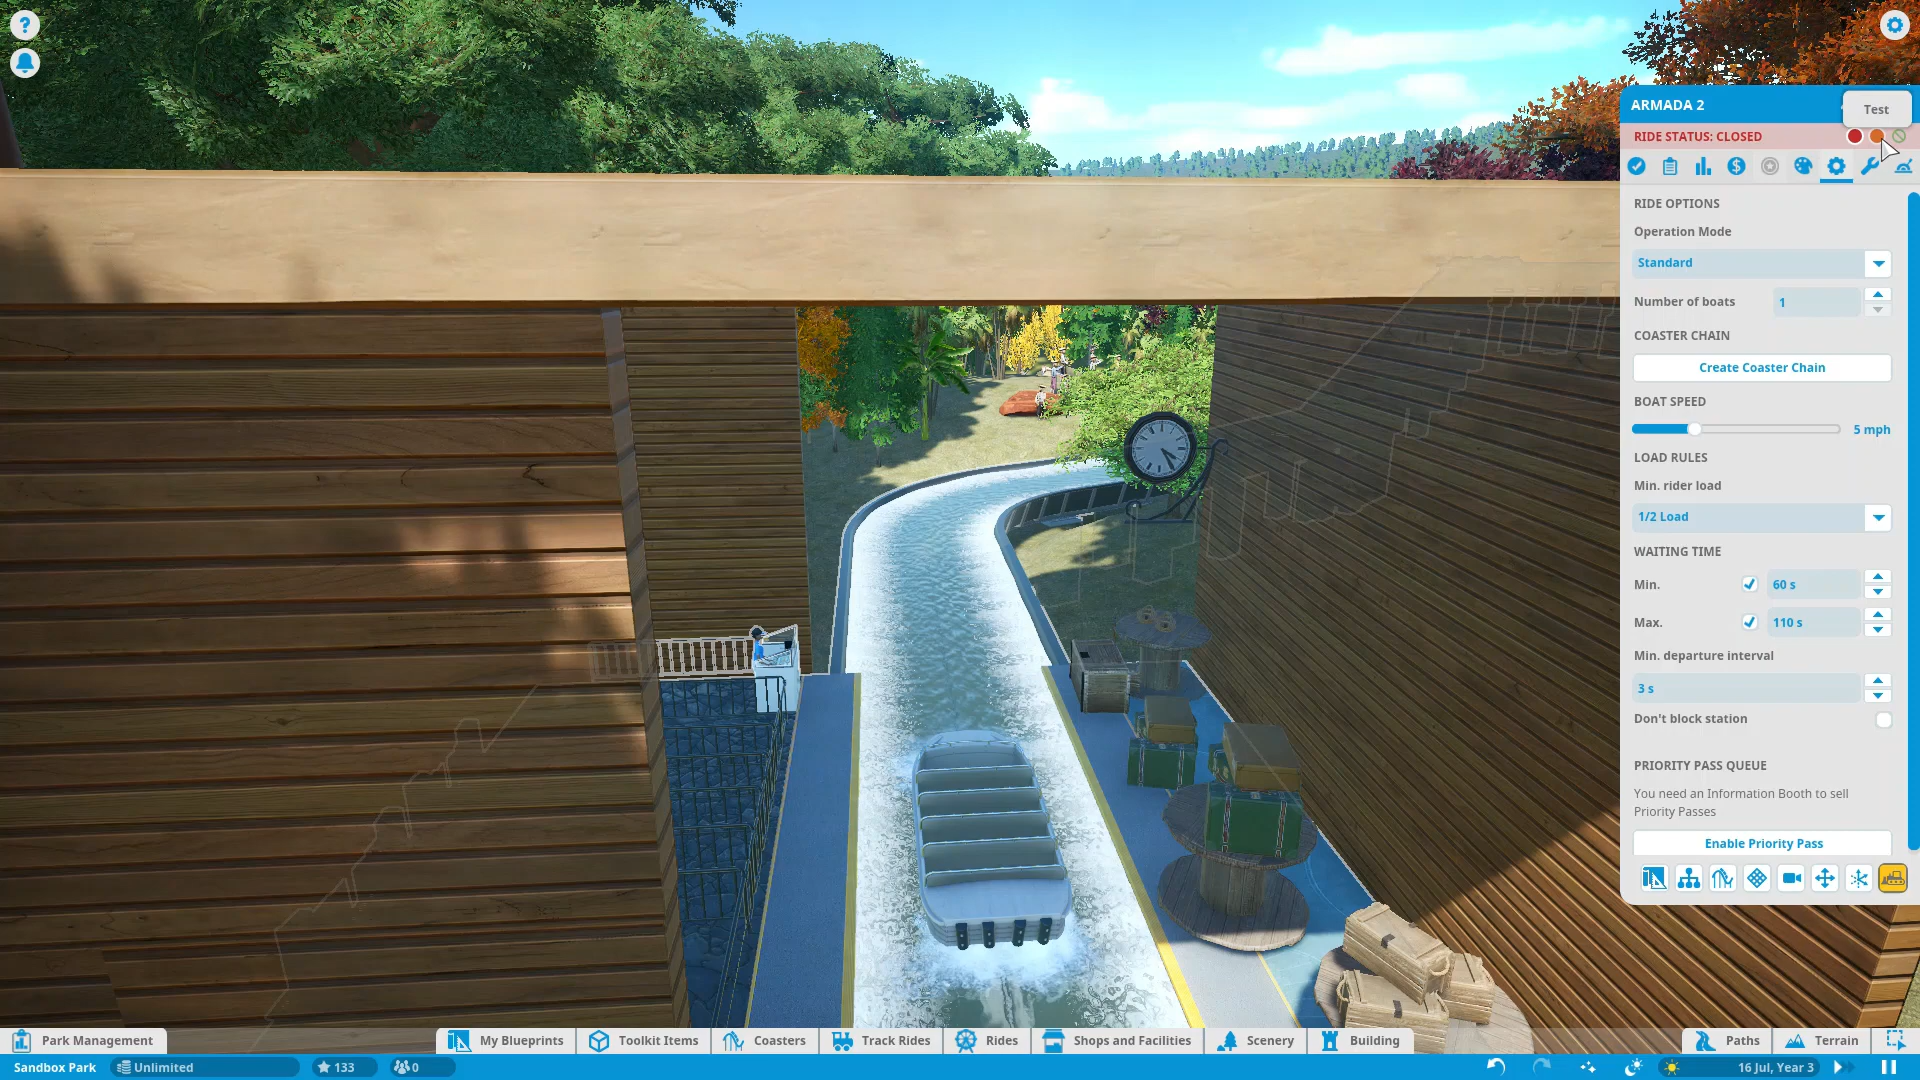 ARMADA 2
Test
RIDE STATUS: CLOSED
RIDE OPTIONS
Operation Mode
Standard
Number of boats 1
COASTER CHAIN
Create Coaster Chain
BOAT SPEED
5 mph
LOAD RULES
Min. rider load
1/2 Load
WAITING TIME
Min. 60 s
Max. 110 s
Min. departure interval
3 s
Don't block station
PRIORITY PASS QUEUE
You need an Information Booth to sell
Priority Passes
Enable Priority Pass
Park Management My Blueprints Toolkit Items Coasters Track Rides Rides Shops and Facilities Scenery Building Paths Terrain
Sandbox Park Unlimited 133 0 16 Jul, Year 3